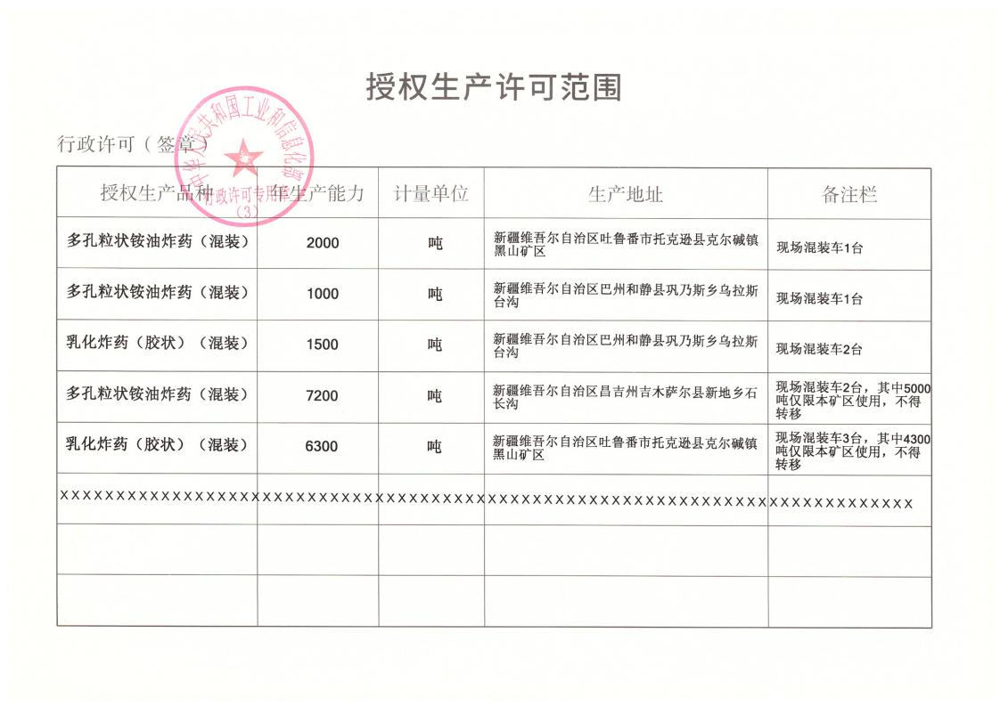 授权生产许可范围
中华人民共和国工业和信息化部
行政许可（签章）
行政许可专用章
（3）
授权生产品种 年生产能力 计量单位 生产地址 备注栏
多孔粒状铵油炸药（混装） 2000 吨 新疆维吾尔自治区吐鲁番市托克逊县克尔碱镇
黑山矿区 现场混装车1台
多孔粒状铵油炸药（混装） 1000 吨 新疆维吾尔自治区巴州和静县巩乃斯乡乌拉斯
台沟 现场混装车1台
乳化炸药（胶状）（混装） 1500 吨 新疆维吾尔自治区巴州和静县巩乃斯乡乌拉斯
台沟 现场混装车2台
多孔粒状铵油炸药（混装） 7200 吨 新疆维吾尔自治区昌吉州吉木萨尔县新地乡石
长沟 现场混装车2台，其中5000
吨仅限本矿区使用，不得
转移
乳化炸药（胶状）（混装） 6300 吨 新疆维吾尔自治区吐鲁番市托克逊县克尔碱镇
黑山矿区 现场混装车3台，其中4300
吨仅限本矿区使用，不得
转移
XXXXXXXXXXXXXXXXXXXXXXXXXXXXXXXXXXXXXXXXXXXXXXXXXXXXXXXXXXXXXXXXXXXXXXXXXXXX